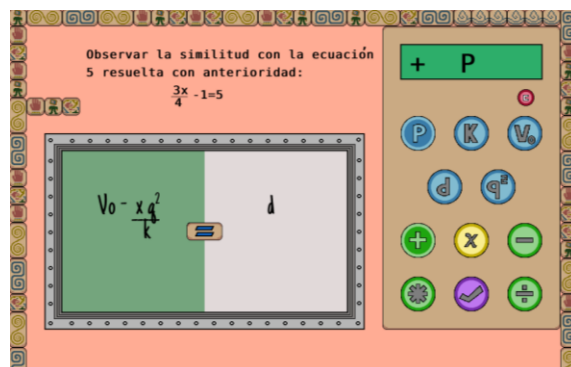 Observar la similitud con la ecuación
5 resuelta con anterioridad:
3x/4 -1=5
+ P
Vo - x q²/k = d
P K V₀
d q²
+ x −
* ÷